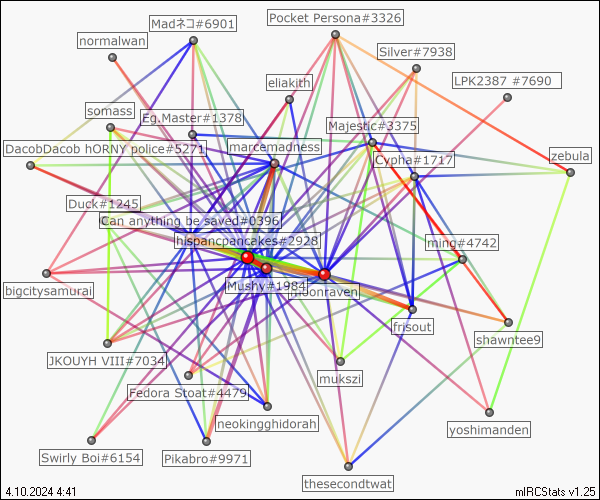 Madネコ#6901
Pocket Persona#3326
normalwan
Silver#7938
LPK2387 #7690
eliakith
somass
Eg.Master#1378
Majestic#3375
DacobDacob hORNY police#5271
marcemadness
Cypha#1717
zebula
Duck#1245
Can anything be saved#0396
hispancpancakes#2928
ming#4742
Mushy#1984
bigcitysamurai
frisout
shawntee9
JKOUYH VIII#7034
mukszi
Fedora Stoat#4479
neokingghidorah
yoshimanden
Swirly Boi#6154
Pikabro#9971
thesecondtwat
4.10.2024 4:41
mIRCStats v1.25